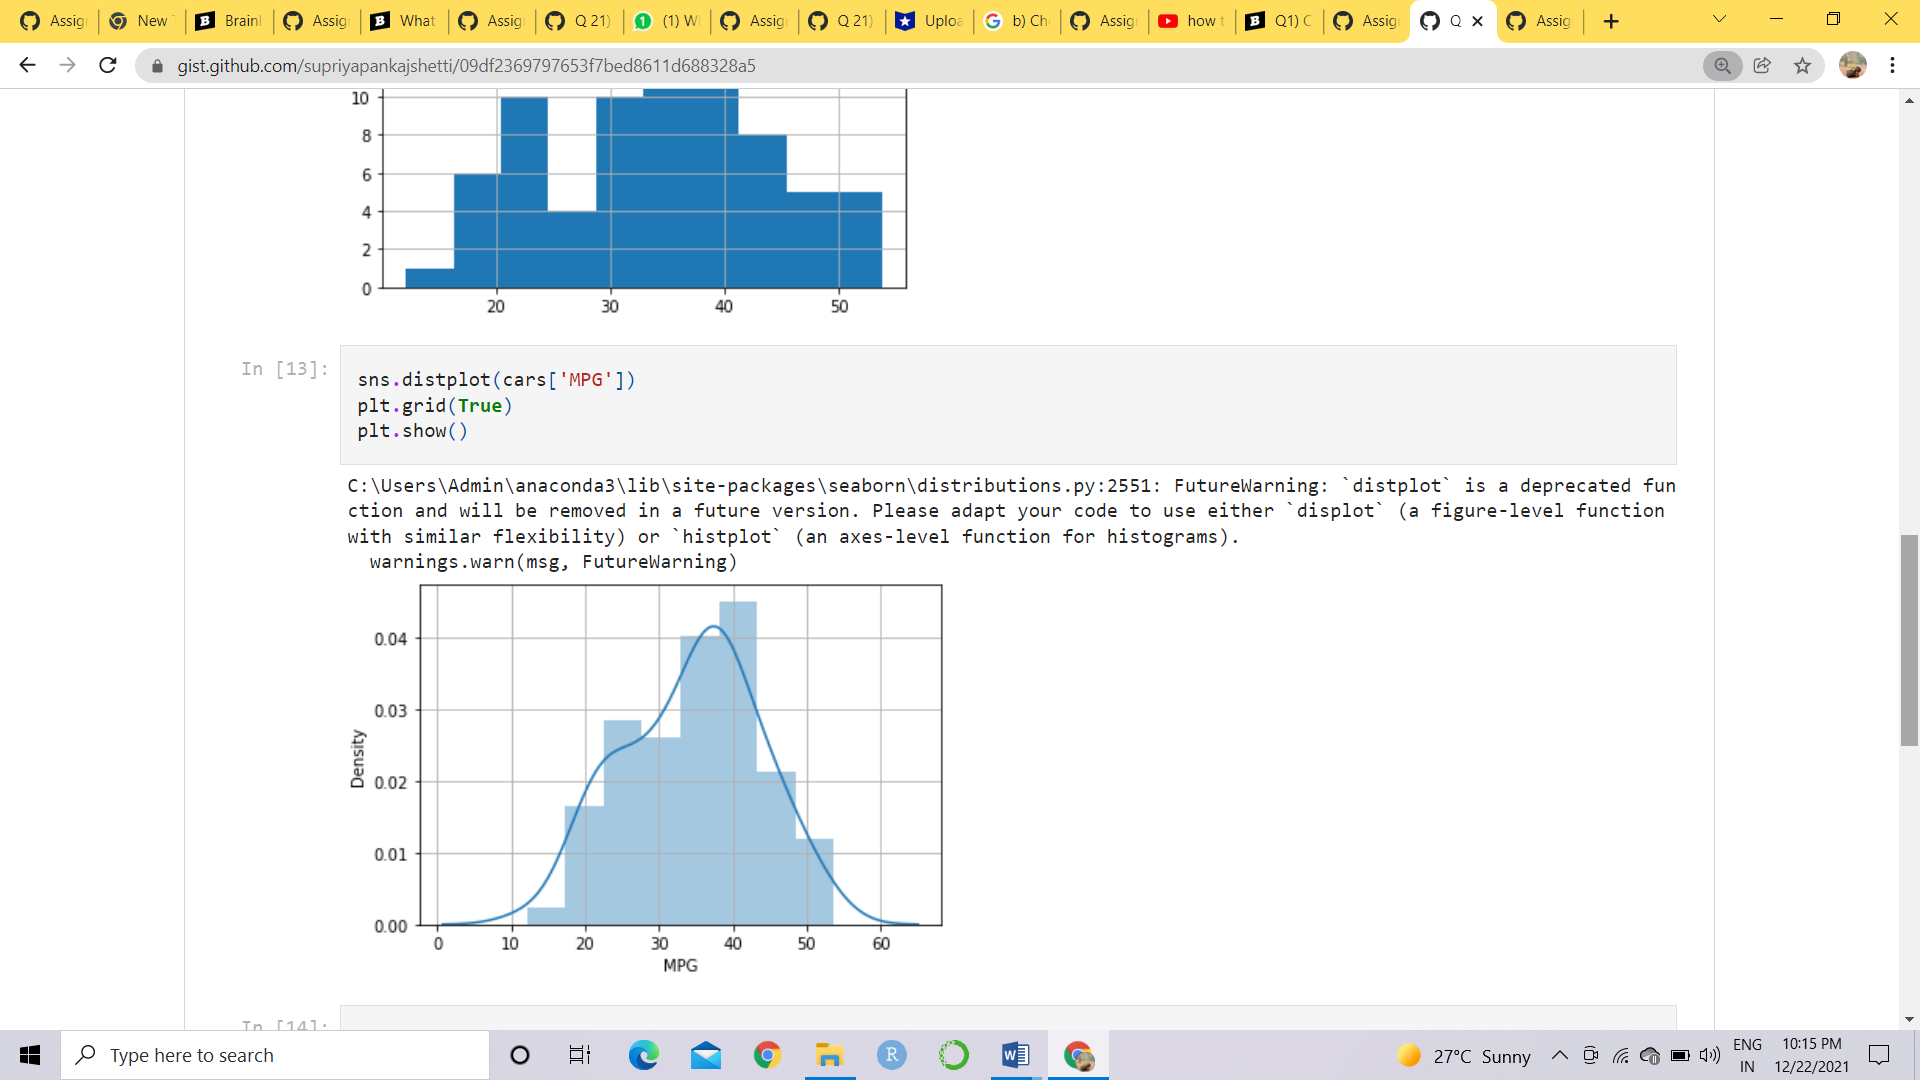 Assig
New T
Brainl
Assig
What
Assig
Q 21)
(1) W
Assig
Q 21)
Uploa
b) Ch
Assig
how t
Q1) C
Assig
Q
Assig
gist.github.com/supriyapankajshetti/09df2369797653f7bed8611d688328a5
10
8
6
4
2
0
20 30 40 50
In [13]:
sns.distplot(cars['MPG'])
plt.grid(True)
plt.show()
C:\Users\Admin\anaconda3\lib\site-packages\seaborn\distributions.py:2551: FutureWarning: `distplot` is a deprecated fun
ction and will be removed in a future version. Please adapt your code to use either `displot` (a figure-level function
with similar flexibility) or `histplot` (an axes-level function for histograms).
warnings.warn(msg, FutureWarning)
0.04
0.03
0.02
0.01
0.00
Density
0 10 20 30 40 50 60
MPG
In [14]:
Type here to search
27°C Sunny
ENG
IN
10:15 PM
12/22/2021